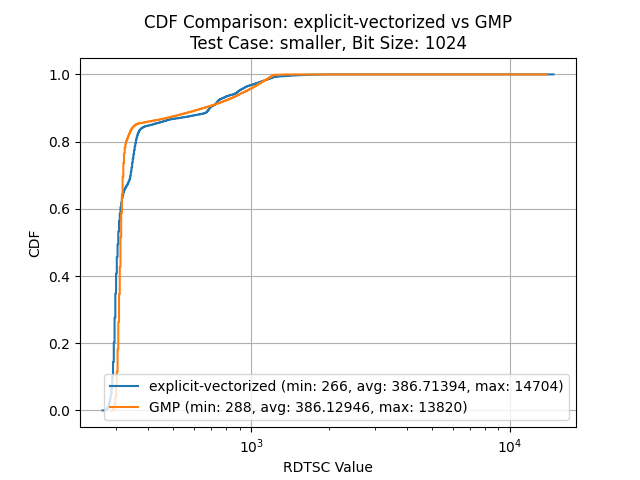 CDF Comparison: explicit-vectorized vs GMP
Test Case: smaller, Bit Size: 1024
CDF
1.0
0.8
0.6
0.4
0.2
0.0
explicit-vectorized (min: 266, avg: 386.71394, max: 14704)
GMP (min: 288, avg: 386.12946, max: 13820)
10³ 10⁴
RDTSC Value